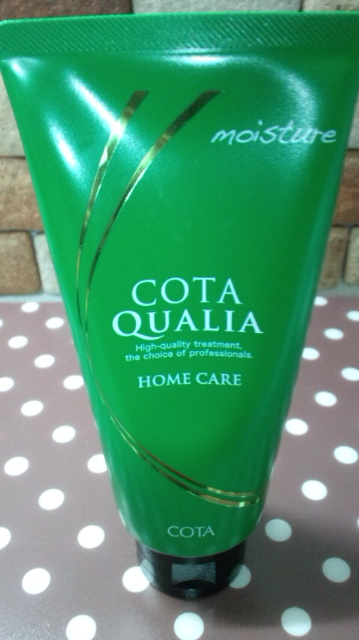 moisture
COTA
QUALIA
High-quality treatment,
the choice of professionals.
HOME CARE
COTA